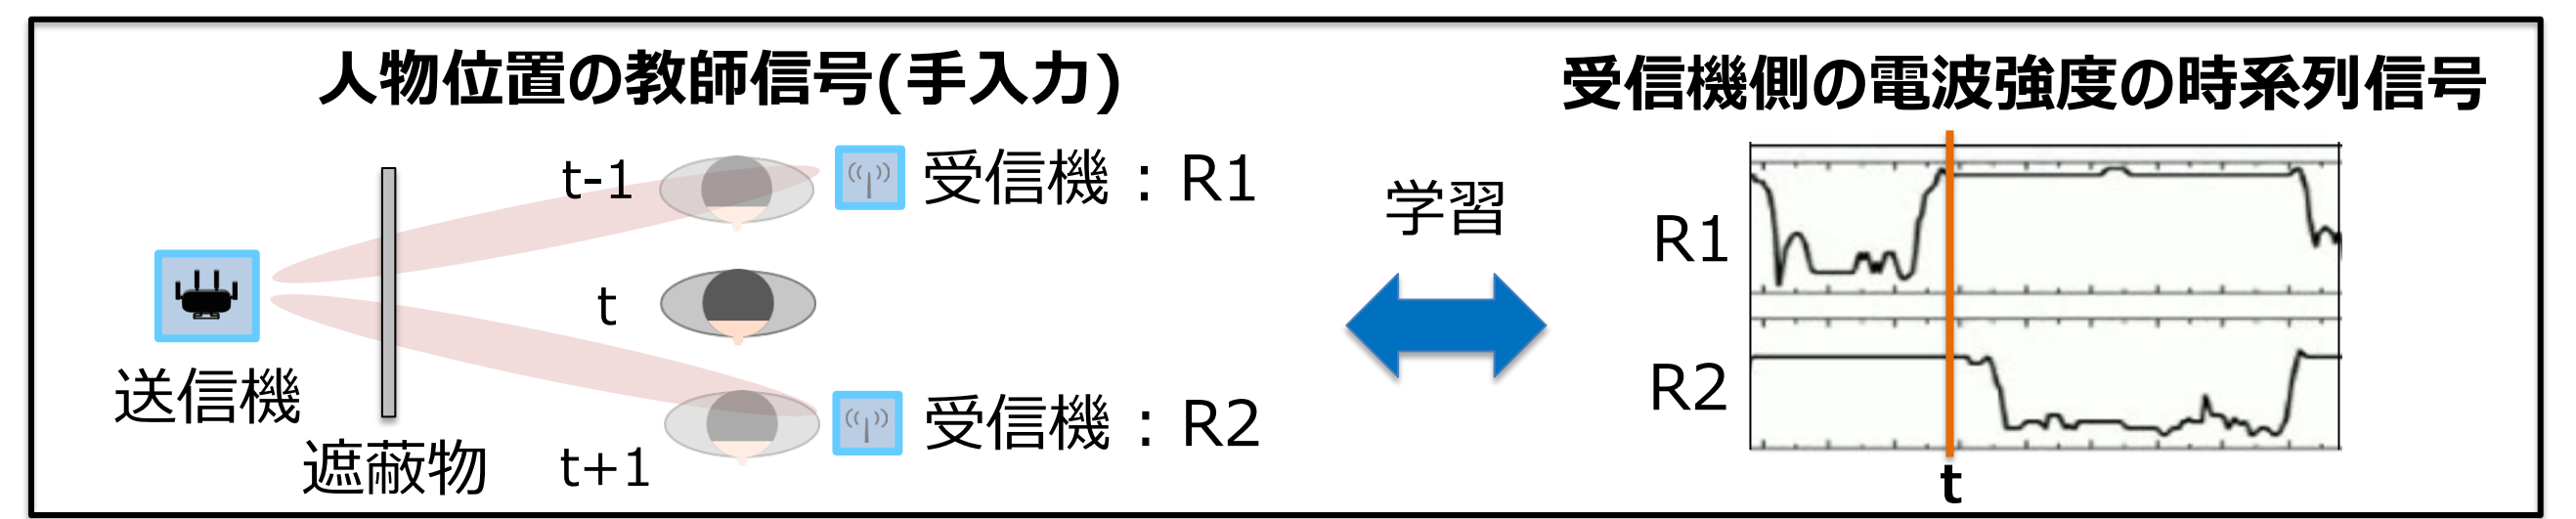 人物位置の教師信号(手入力)
受信機側の電波強度の時系列信号
t-1
受信機：R1
学習
R1
t
送信機
遮蔽物
t+1
受信機：R2
R2
t